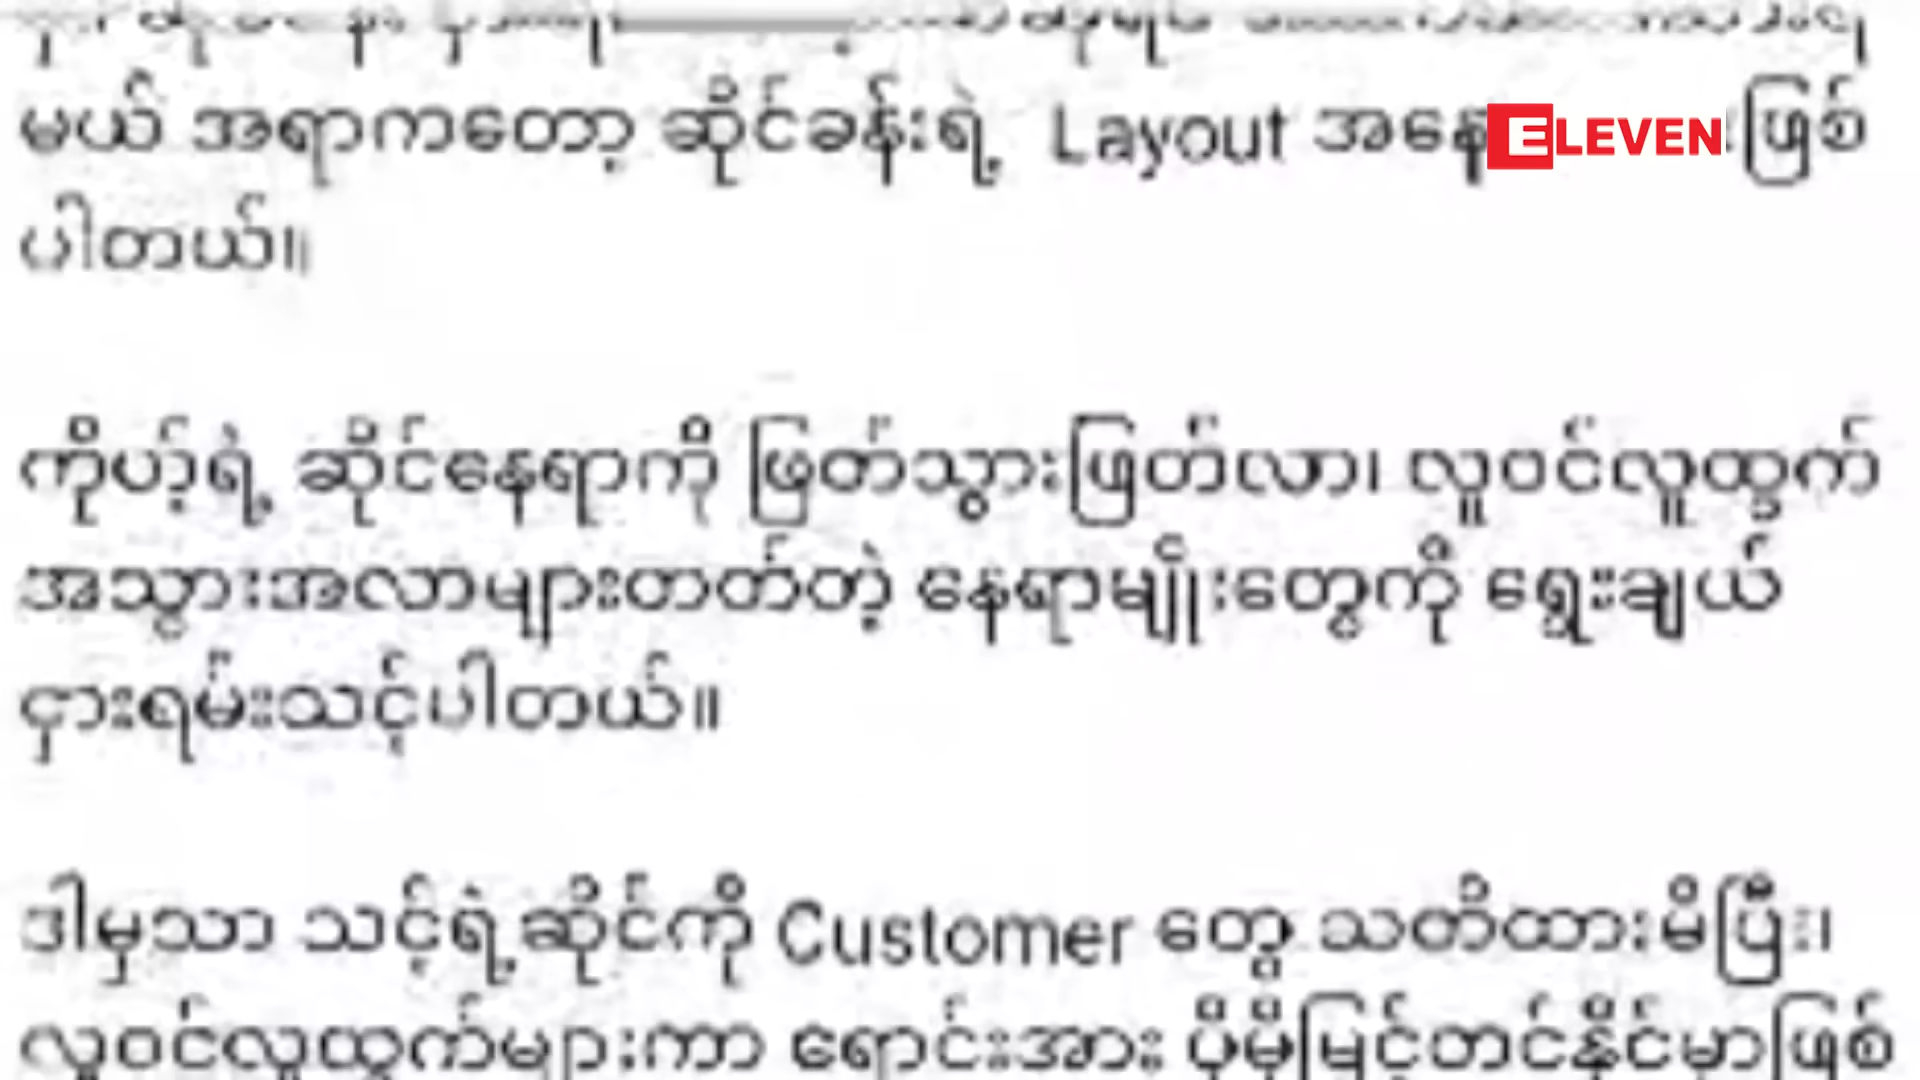 မယ် အရာကတော့ ဆိုင်ခန်းရဲ့ Layout အနေ ဖြစ်
ELEVEN
ပါတယ်။
ကိုယ့်ရဲ့ ဆိုင်နေရာကို ဖြတ်သွားဖြတ်လာ၊ လူဝင်လူထွက်
အသွားအလာများတတ်တဲ့ နေရာမျိုးတွေကို ရွေးချယ်
ငှားရမ်းသင့်ပါတယ်။
ဒါမှသာ သင့်ရဲ့ဆိုင်ကို Customer တွေ သတိထားမိပြီး၊
လူဝင်လူထွက်များကာ ရောင်းအား ပိုမိုမြင့်တင်နိုင်မှာဖြစ်